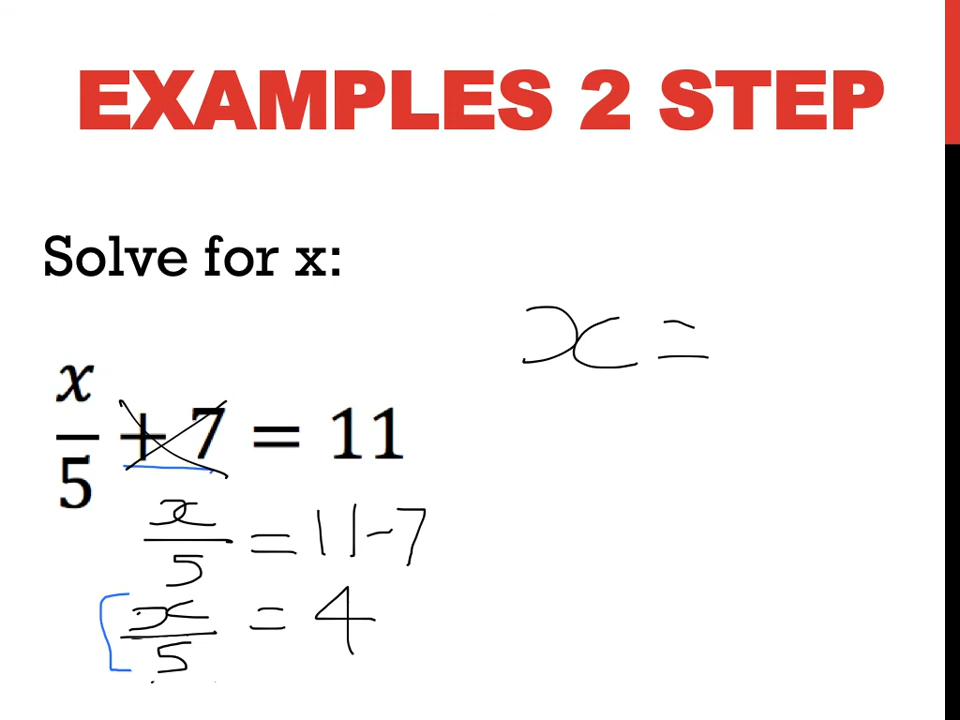 EXAMPLES 2 STEP
Solve for x:
x/5 + 7 = 11
x/5 = 11-7
x/5 = 4
x =